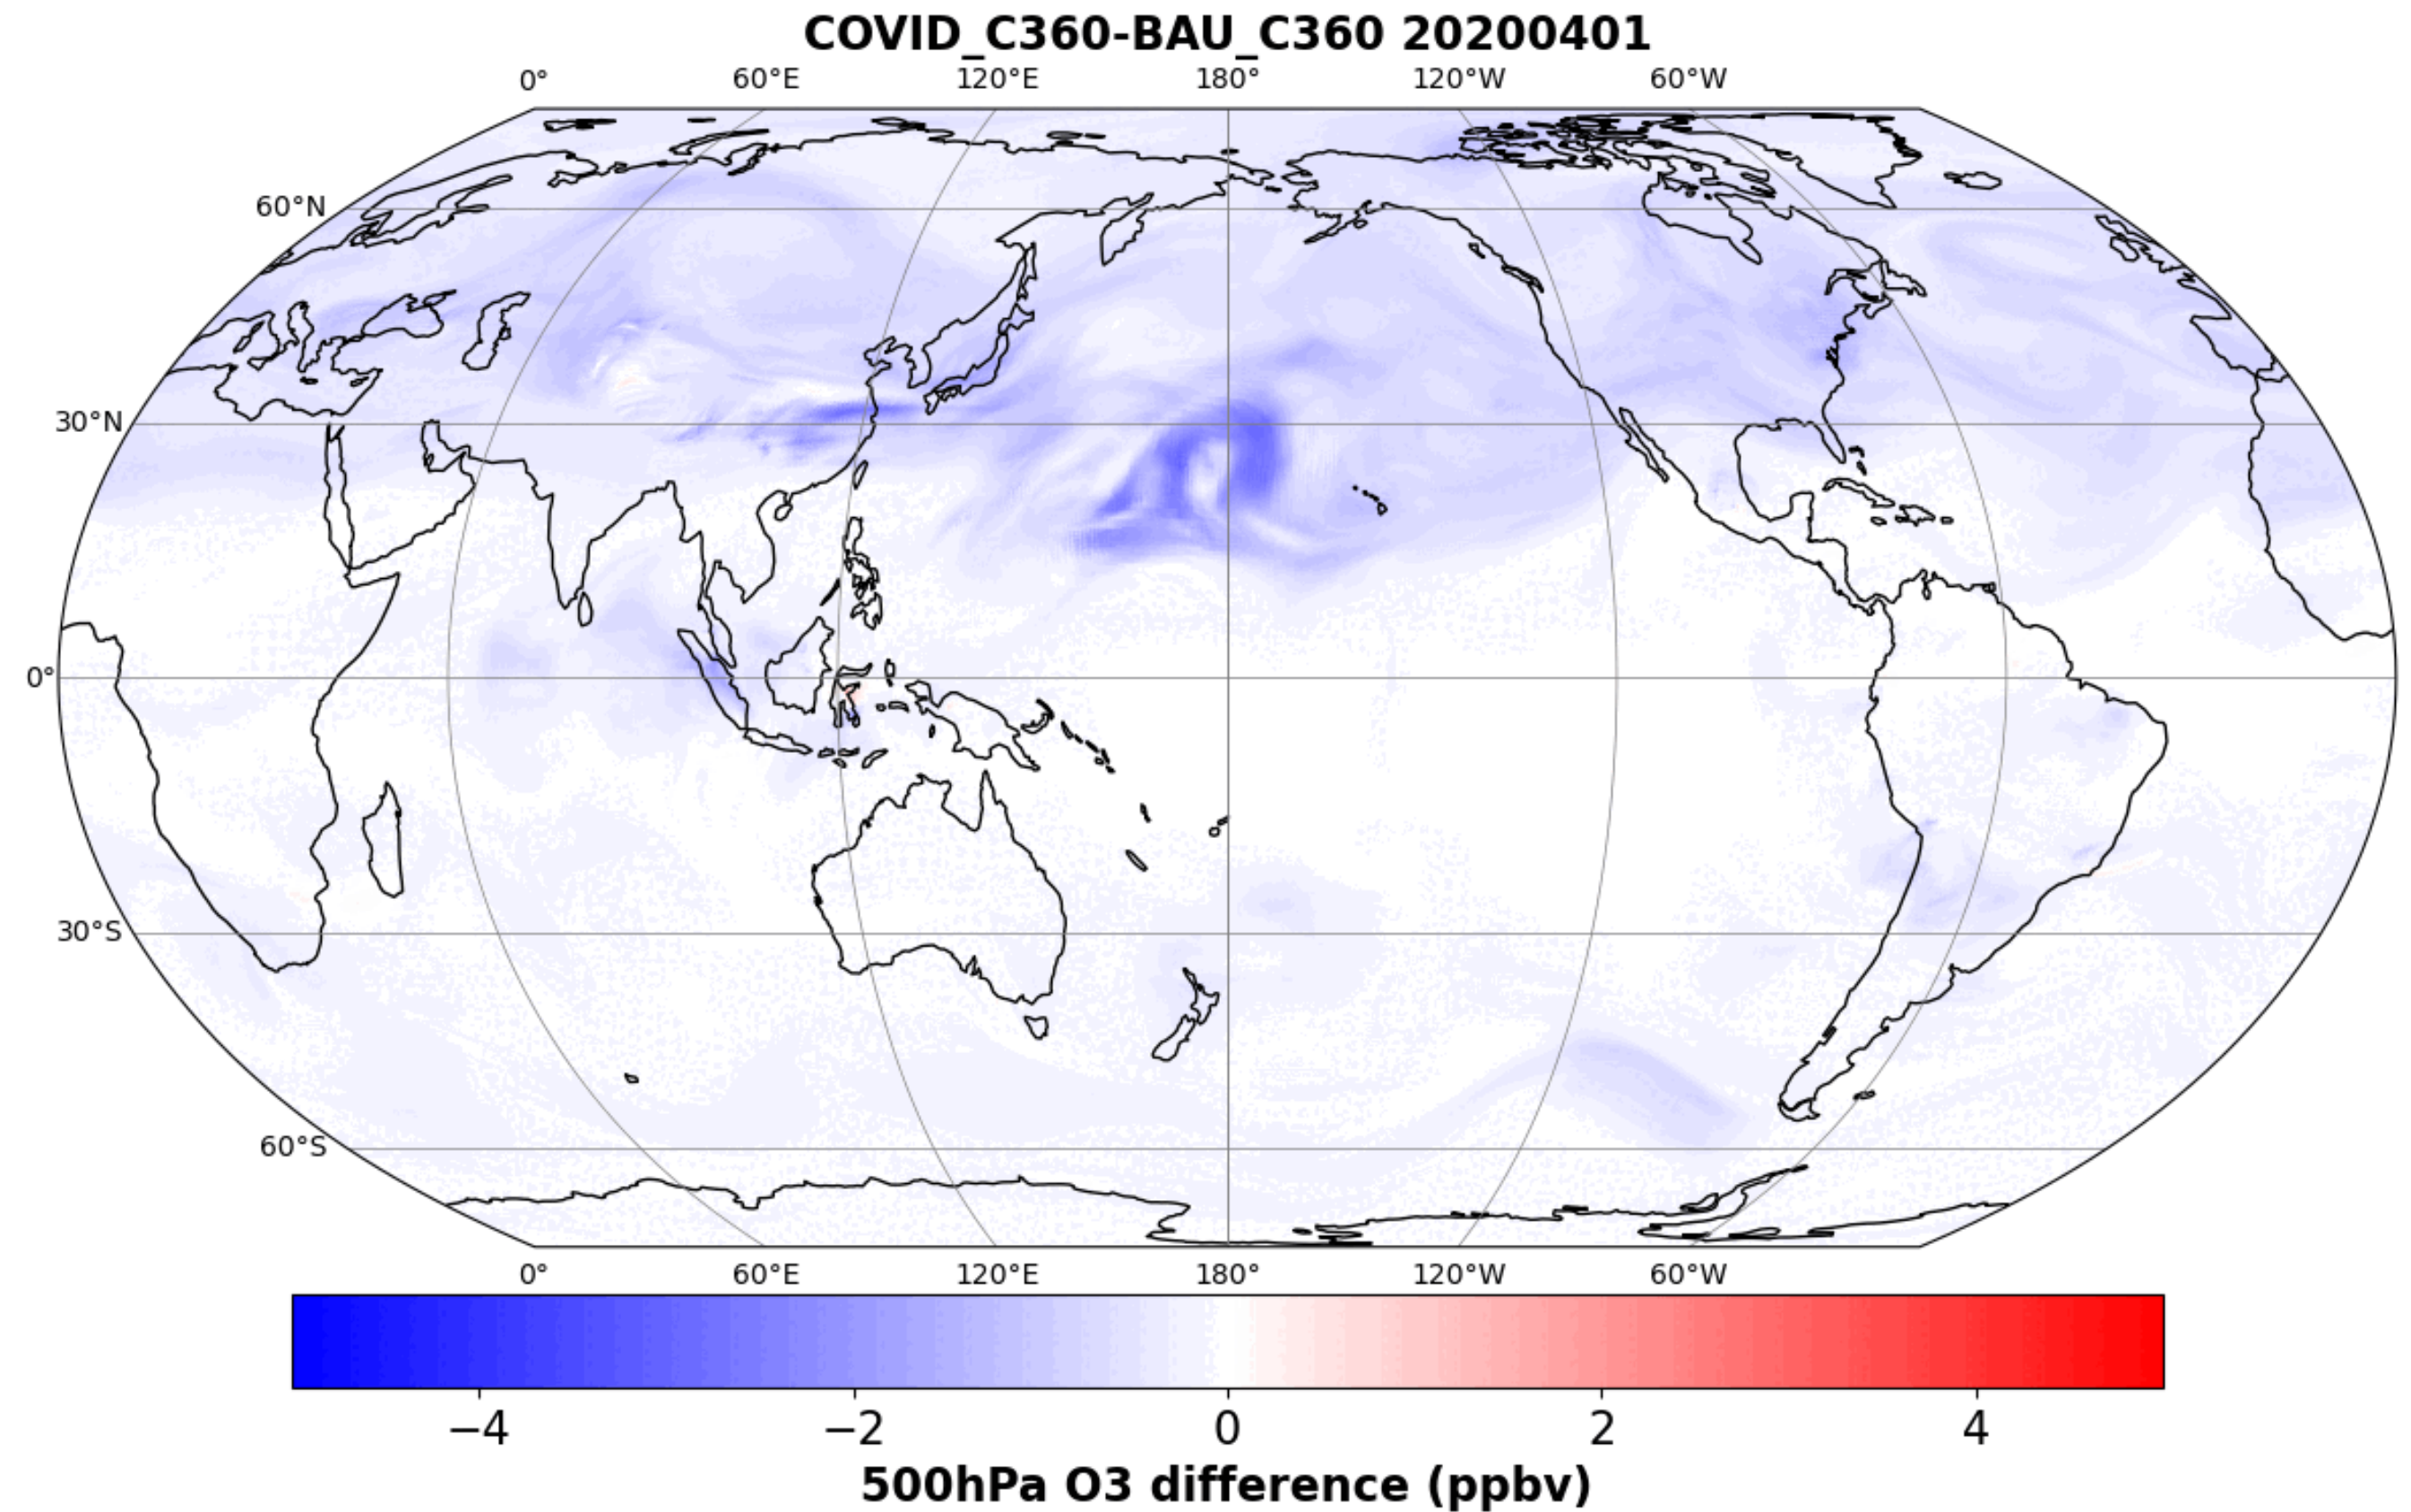 COVID_C360-BAU_C360 20200401
0° 60°E 120°E 180° 120°W 60°W
60°N
30°N
0°
30°S
60°S
0° 60°E 120°E 180° 120°W 60°W
−4 −2 0 2 4
500hPa O3 difference (ppbv)